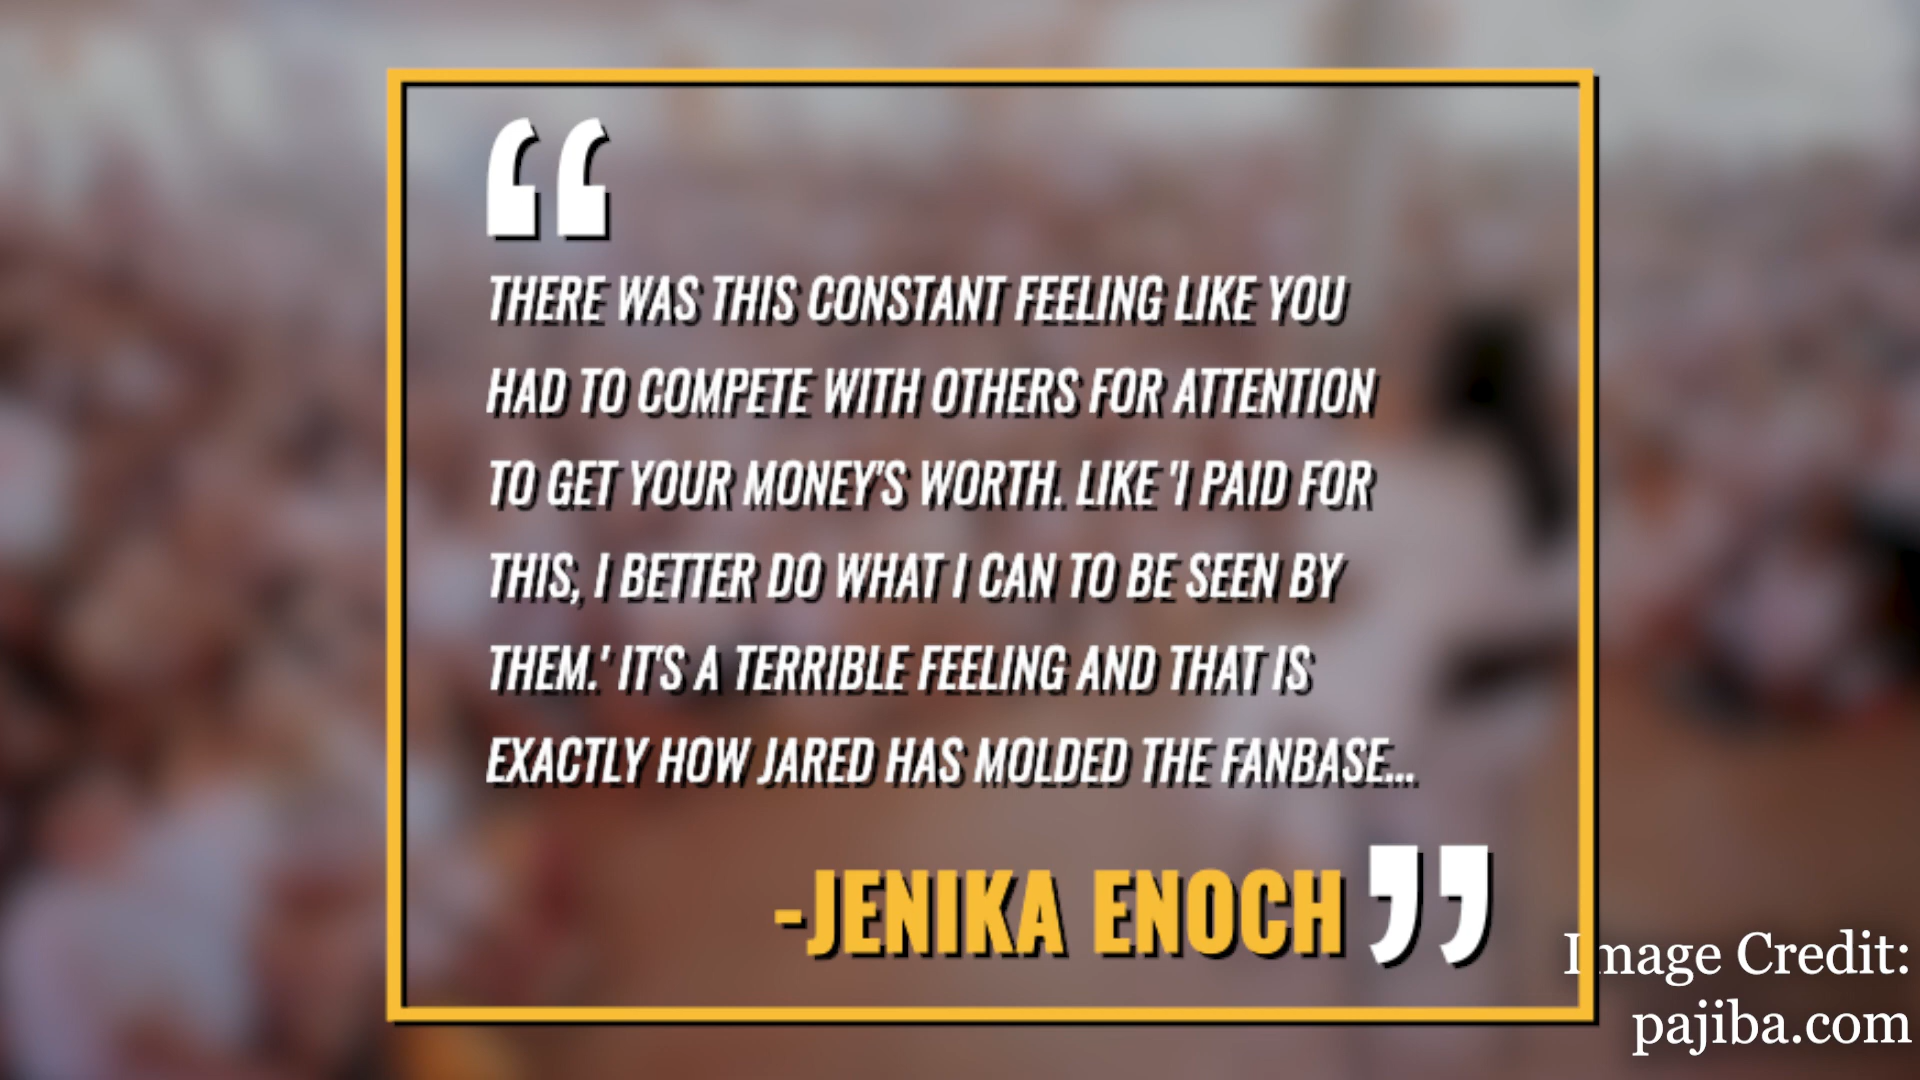 “
THERE WAS THIS CONSTANT FEELING LIKE YOU
HAD TO COMPETE WITH OTHERS FOR ATTENTION
TO GET YOUR MONEY'S WORTH. LIKE 'I PAID FOR
THIS, I BETTER DO WHAT I CAN TO BE SEEN BY
THEM.' IT'S A TERRIBLE FEELING AND THAT IS
EXACTLY HOW JARED HAS MOLDED THE FANBASE...
-JENIKA ENOCH ”
Image Credit:
pajiba.com